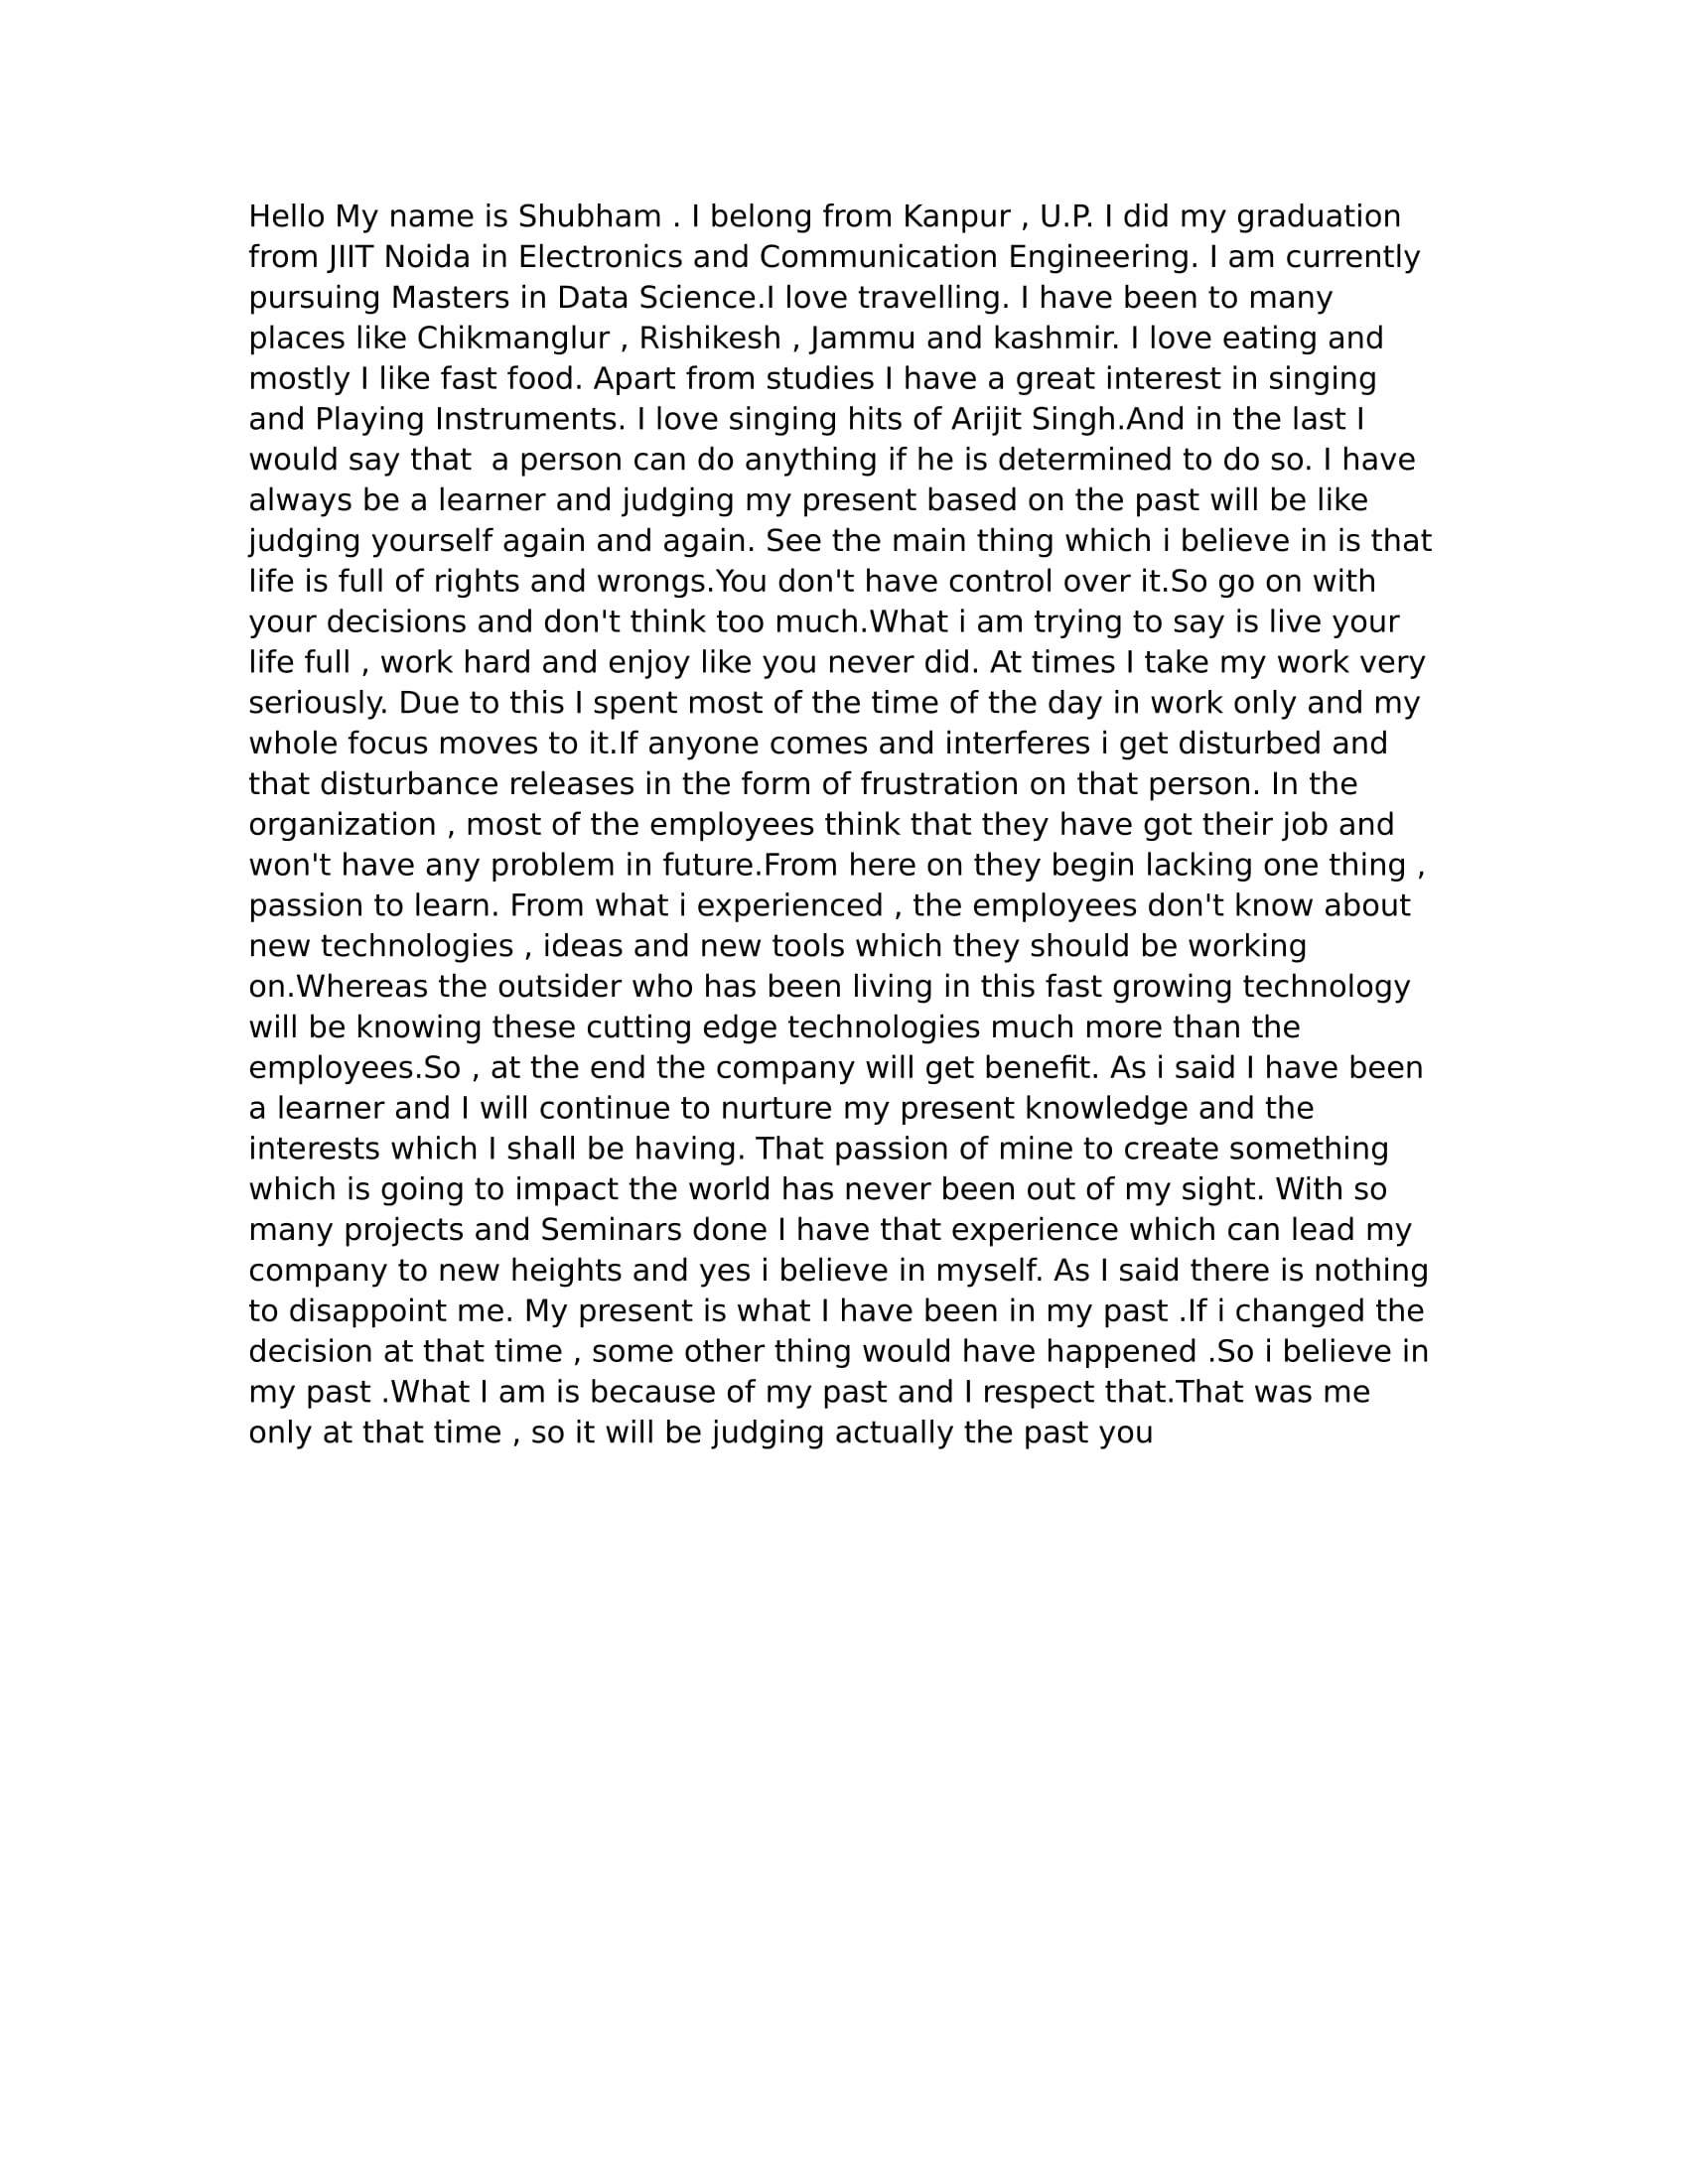 Hello My name is Shubham . I belong from Kanpur , U.P. I did my graduation
from JIIT Noida in Electronics and Communication Engineering. I am currently
pursuing Masters in Data Science.I love travelling. I have been to many
places like Chikmanglur , Rishikesh , Jammu and kashmir. I love eating and
mostly I like fast food. Apart from studies I have a great interest in singing
and Playing Instruments. I love singing hits of Arijit Singh.And in the last I
would say that  a person can do anything if he is determined to do so. I have
always be a learner and judging my present based on the past will be like
judging yourself again and again. See the main thing which i believe in is that
life is full of rights and wrongs.You don't have control over it.So go on with
your decisions and don't think too much.What i am trying to say is live your
life full , work hard and enjoy like you never did. At times I take my work very
seriously. Due to this I spent most of the time of the day in work only and my
whole focus moves to it.If anyone comes and interferes i get disturbed and
that disturbance releases in the form of frustration on that person. In the
organization , most of the employees think that they have got their job and
won't have any problem in future.From here on they begin lacking one thing ,
passion to learn. From what i experienced , the employees don't know about
new technologies , ideas and new tools which they should be working
on.Whereas the outsider who has been living in this fast growing technology
will be knowing these cutting edge technologies much more than the
employees.So , at the end the company will get benefit. As i said I have been
a learner and I will continue to nurture my present knowledge and the
interests which I shall be having. That passion of mine to create something
which is going to impact the world has never been out of my sight. With so
many projects and Seminars done I have that experience which can lead my
company to new heights and yes i believe in myself. As I said there is nothing
to disappoint me. My present is what I have been in my past .If i changed the
decision at that time , some other thing would have happened .So i believe in
my past .What I am is because of my past and I respect that.That was me
only at that time , so it will be judging actually the past you